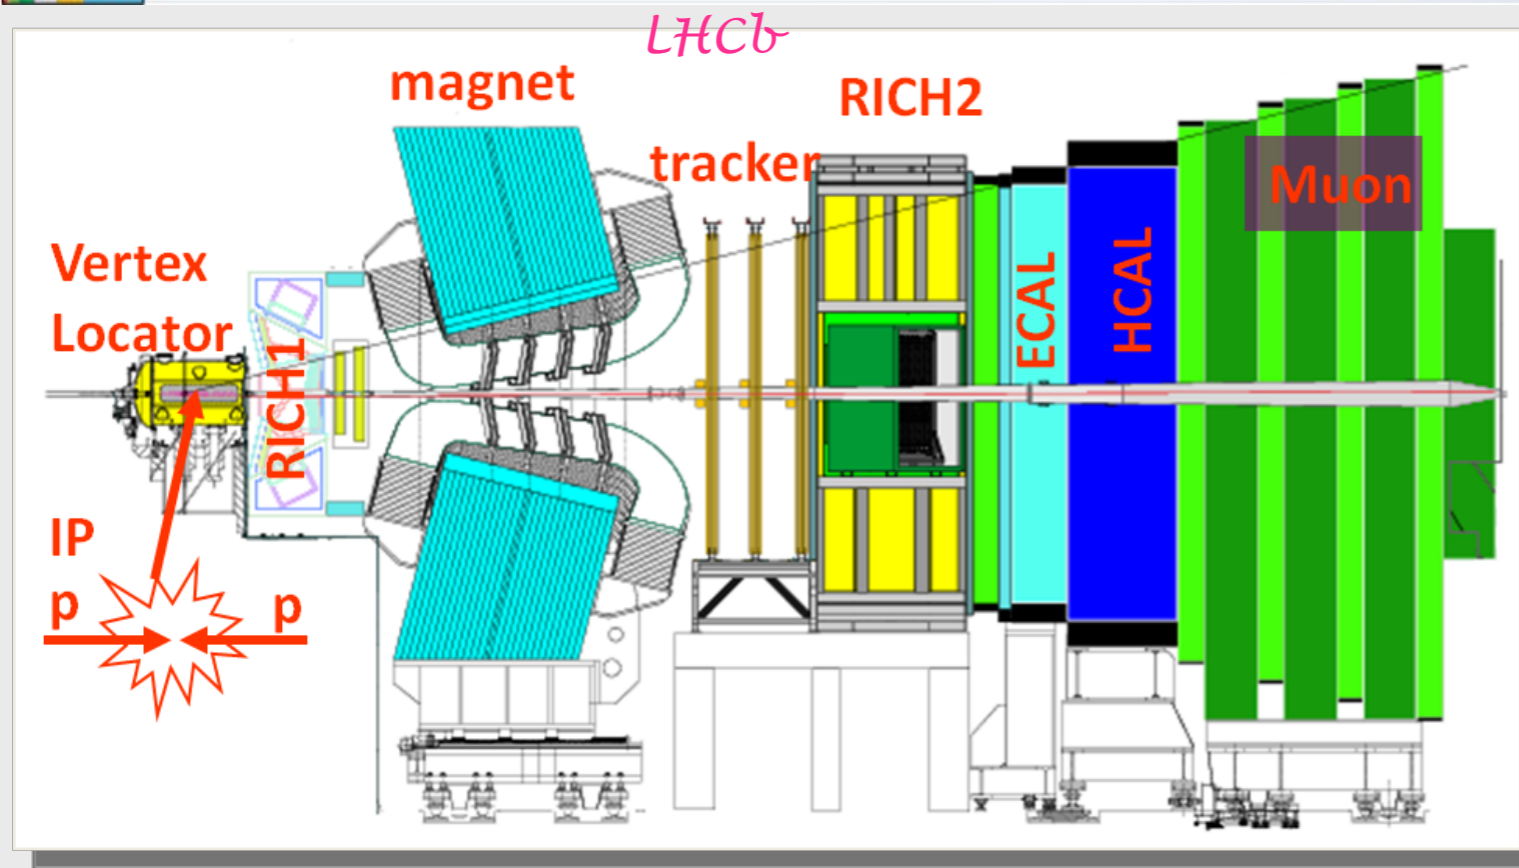 LHCb
magnet
RICH2
tracker
Muon
Vertex
Locator
RICH1
ECAL
HCAL
IP
p
p